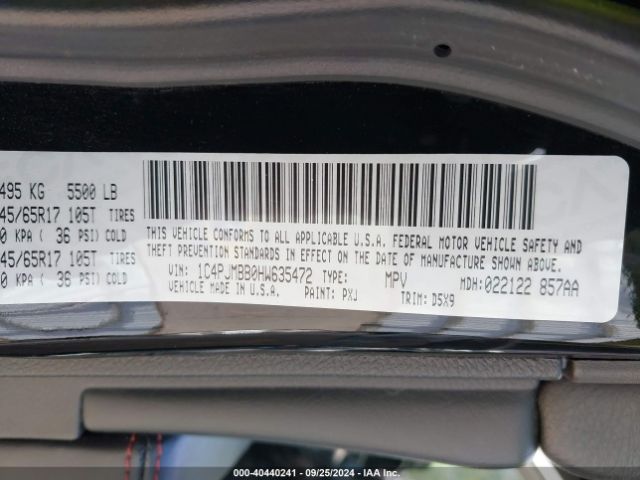 495 KG 5500 LB
45/65R17 105T TIRES
0 KPA ( 36 PSI) COLD
45/65R17 105T TIRES
0 KPA ( 36 PSI) COLD
THIS VEHICLE CONFORMS TO ALL APPLICABLE U.S.A. FEDERAL MOTOR VEHICLE SAFETY AND
THEFT PREVENTION STANDARDS IN EFFECT ON THE DATE OF MANUFACTURE SHOWN ABOVE.
VIN: 1C4PJMBB0HW635472 TYPE: MPV MDH: 022122 857AA
VEHICLE MADE IN U.S.A. PAINT: PXJ TRIM: D5X9
COPART: 
© 40440241 - 09/25/2024 - IAA Inc.